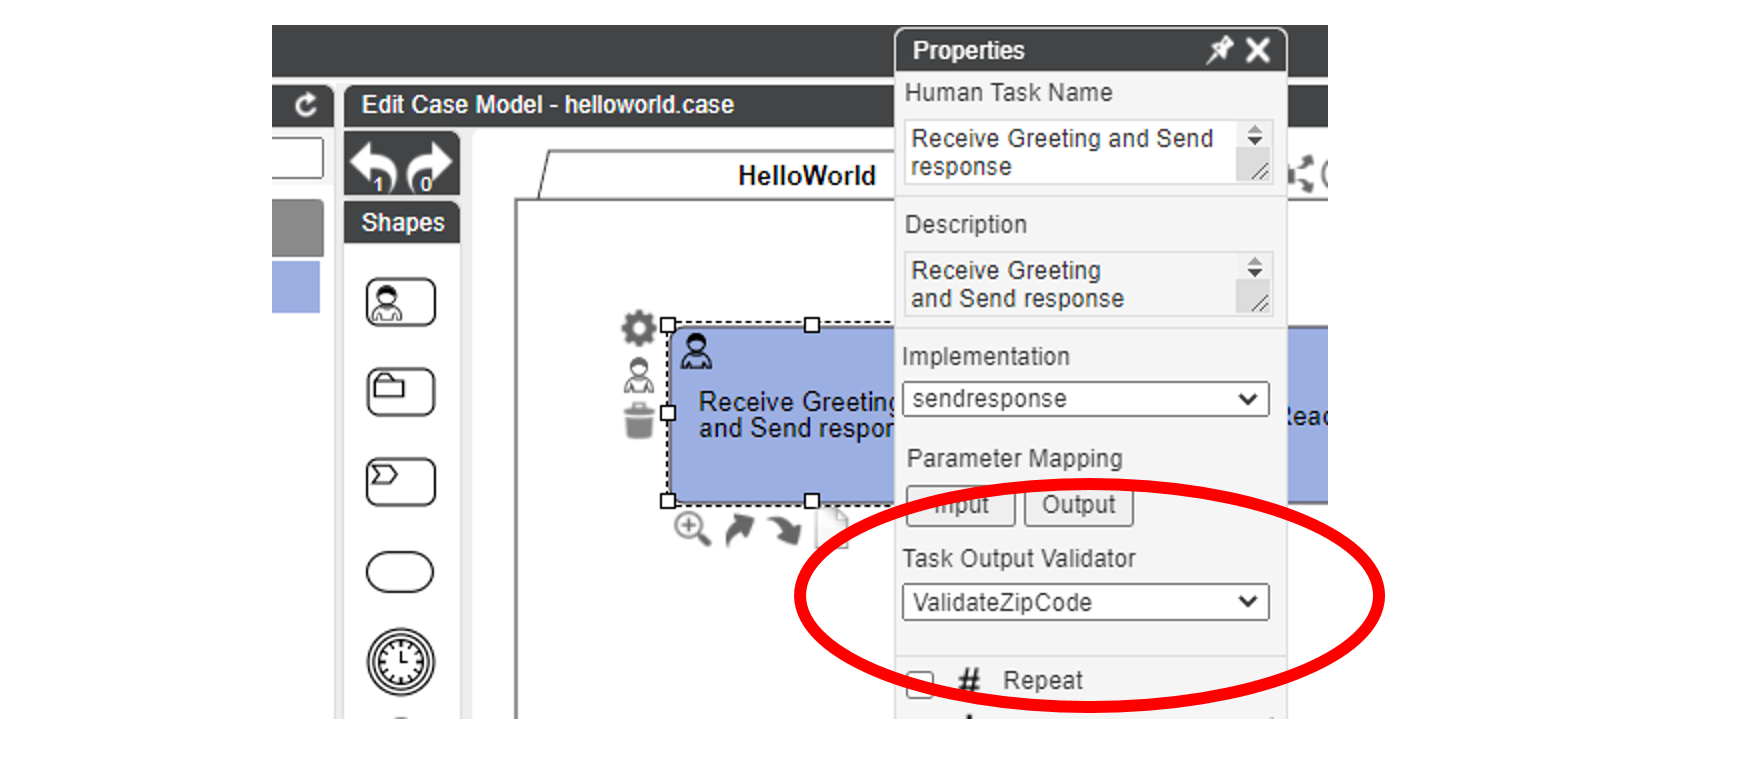 Properties
Human Task Name
Edit Case Model - helloworld.case
Receive Greeting and Send
response
1 0
HelloWorld
Shapes
Description
Receive Greeting
and Send response
Implementation
sendresponse
Receive Greeting
and Send respon
Parameter Mapping
Input Output
Task Output Validator
ValidateZipCode
# Repeat